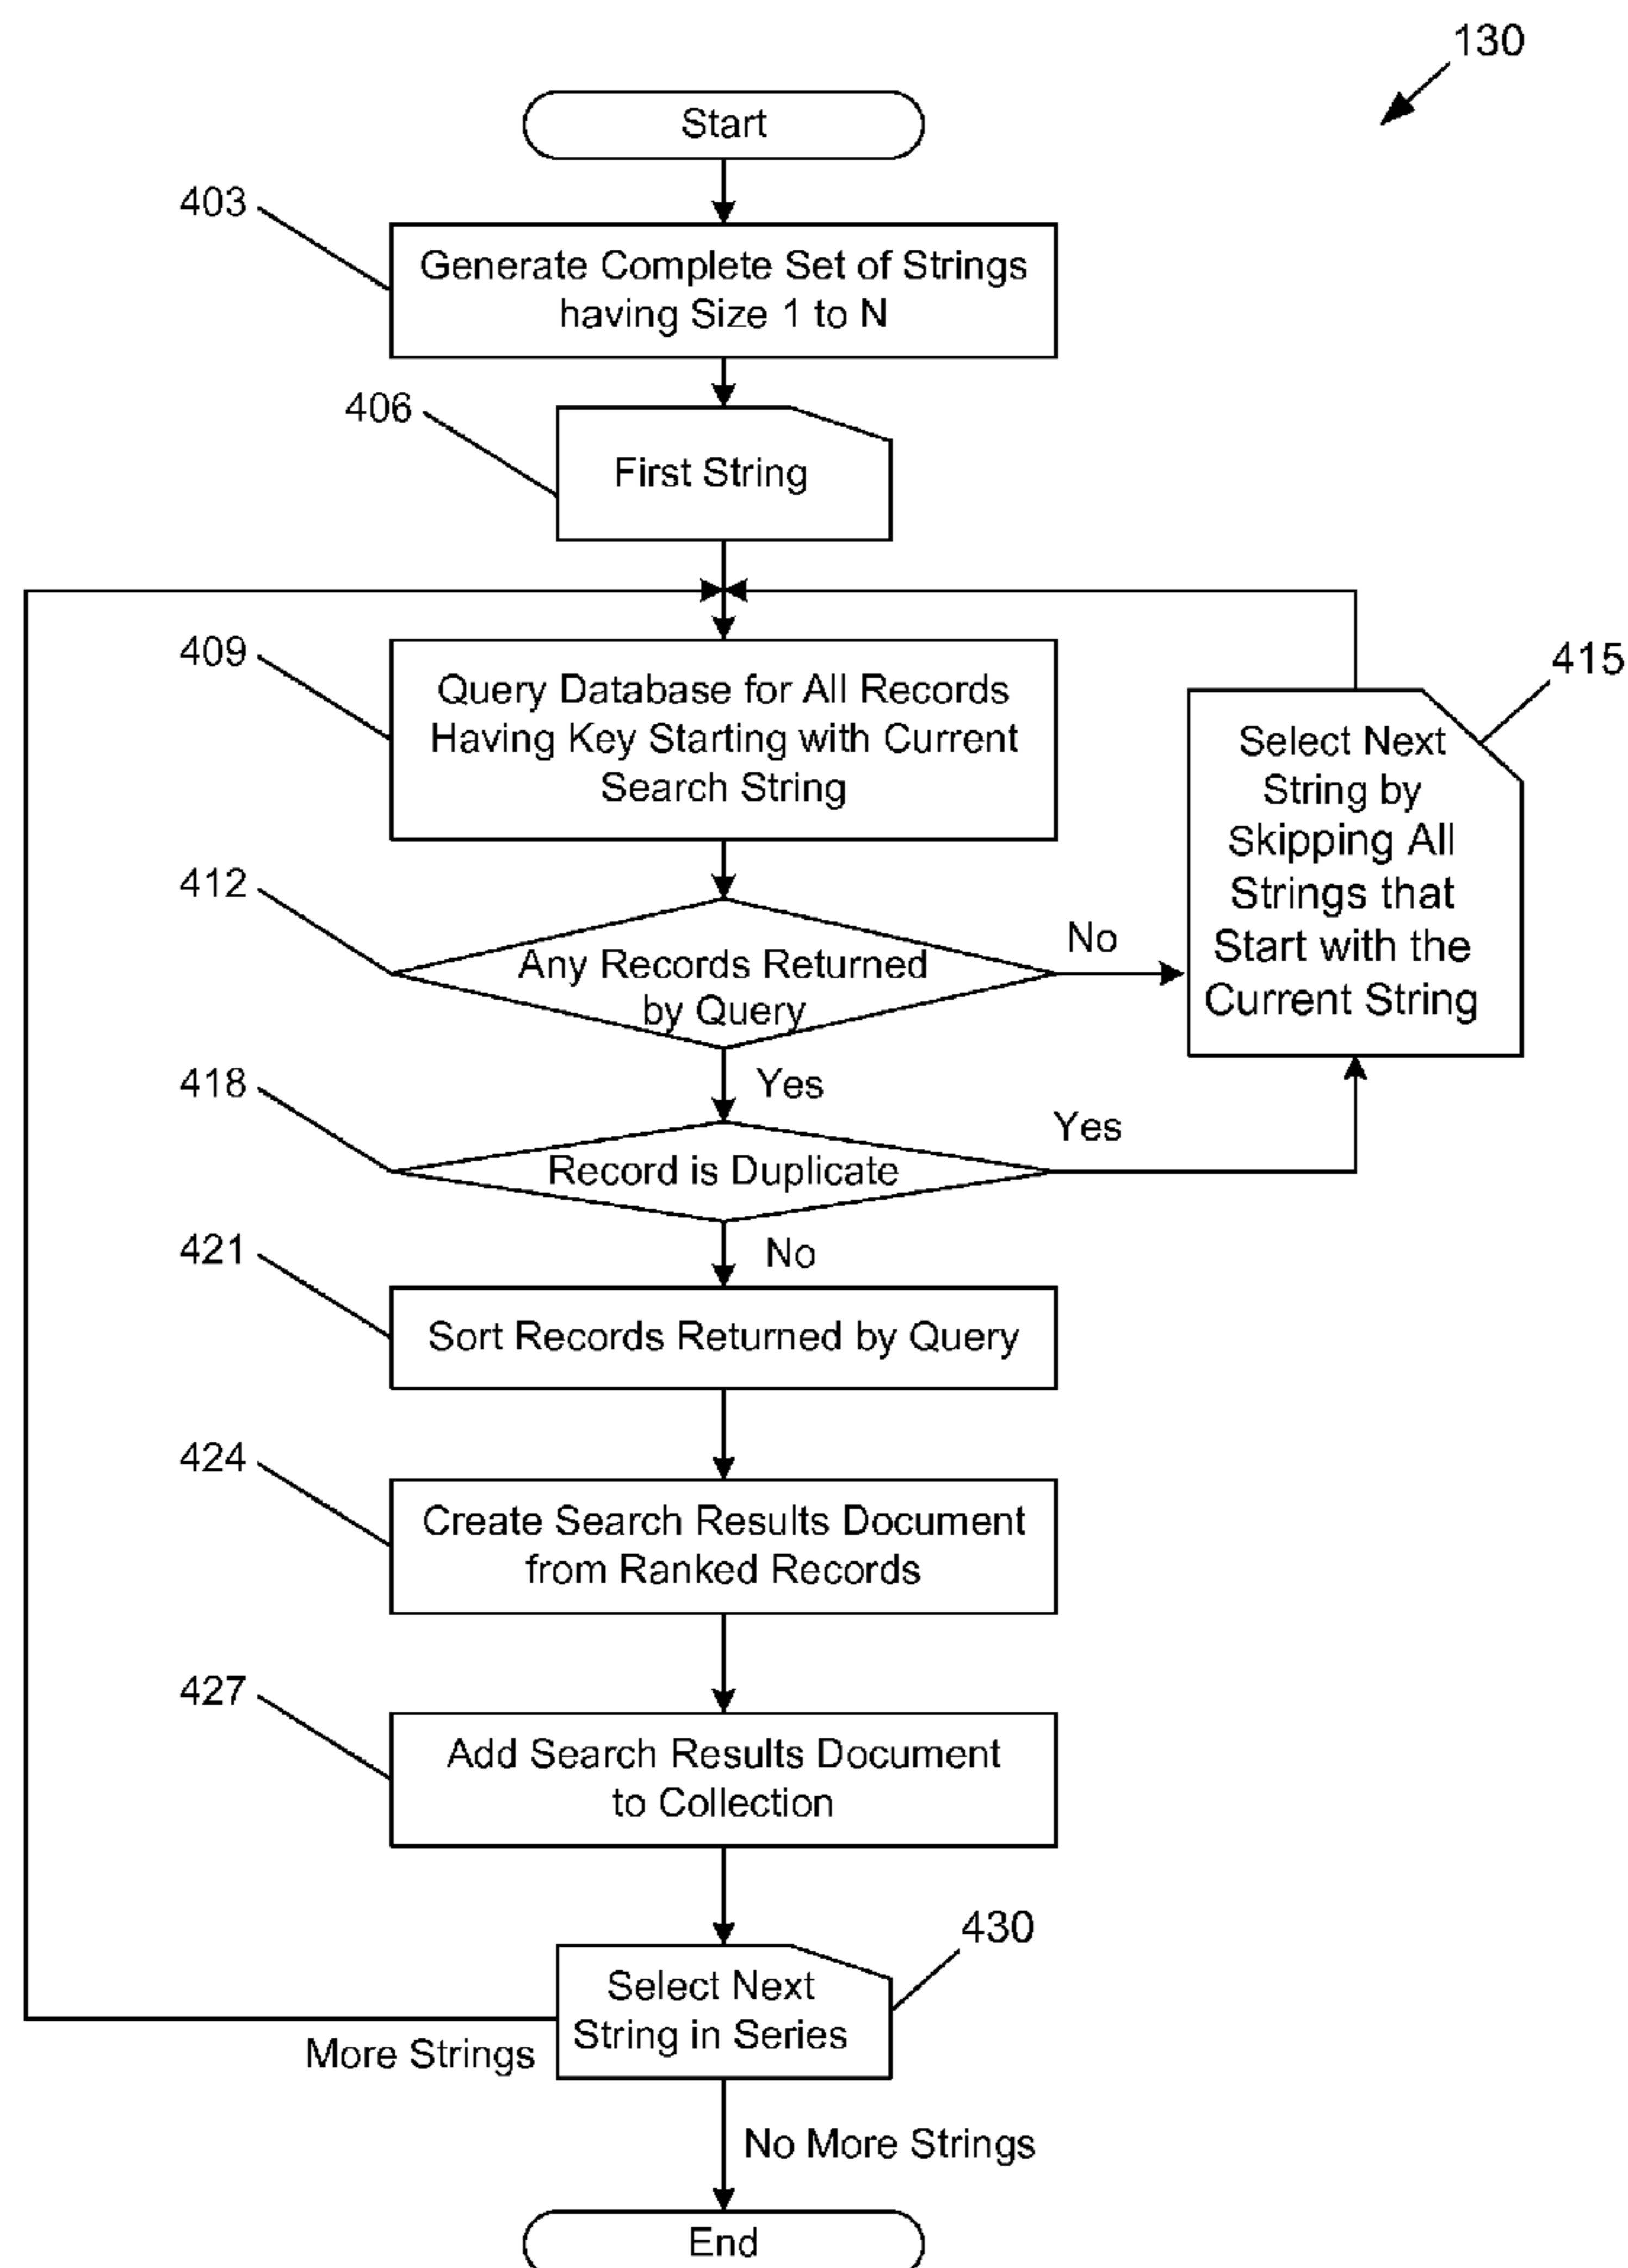 130
Start
403
Generate Complete Set of Strings
having Size 1 to N
406
First String
409
Query Database for All Records
Having Key Starting with Current
Search String
415
Select Next
String by
Skipping All
Strings that
Start with the
Current String
412
Any Records Returned
by Query
No
Yes
418
Record is Duplicate
Yes
No
421
Sort Records Returned by Query
424
Create Search Results Document
from Ranked Records
427
Add Search Results Document
to Collection
430
Select Next
String in Series
More Strings
No More Strings
End